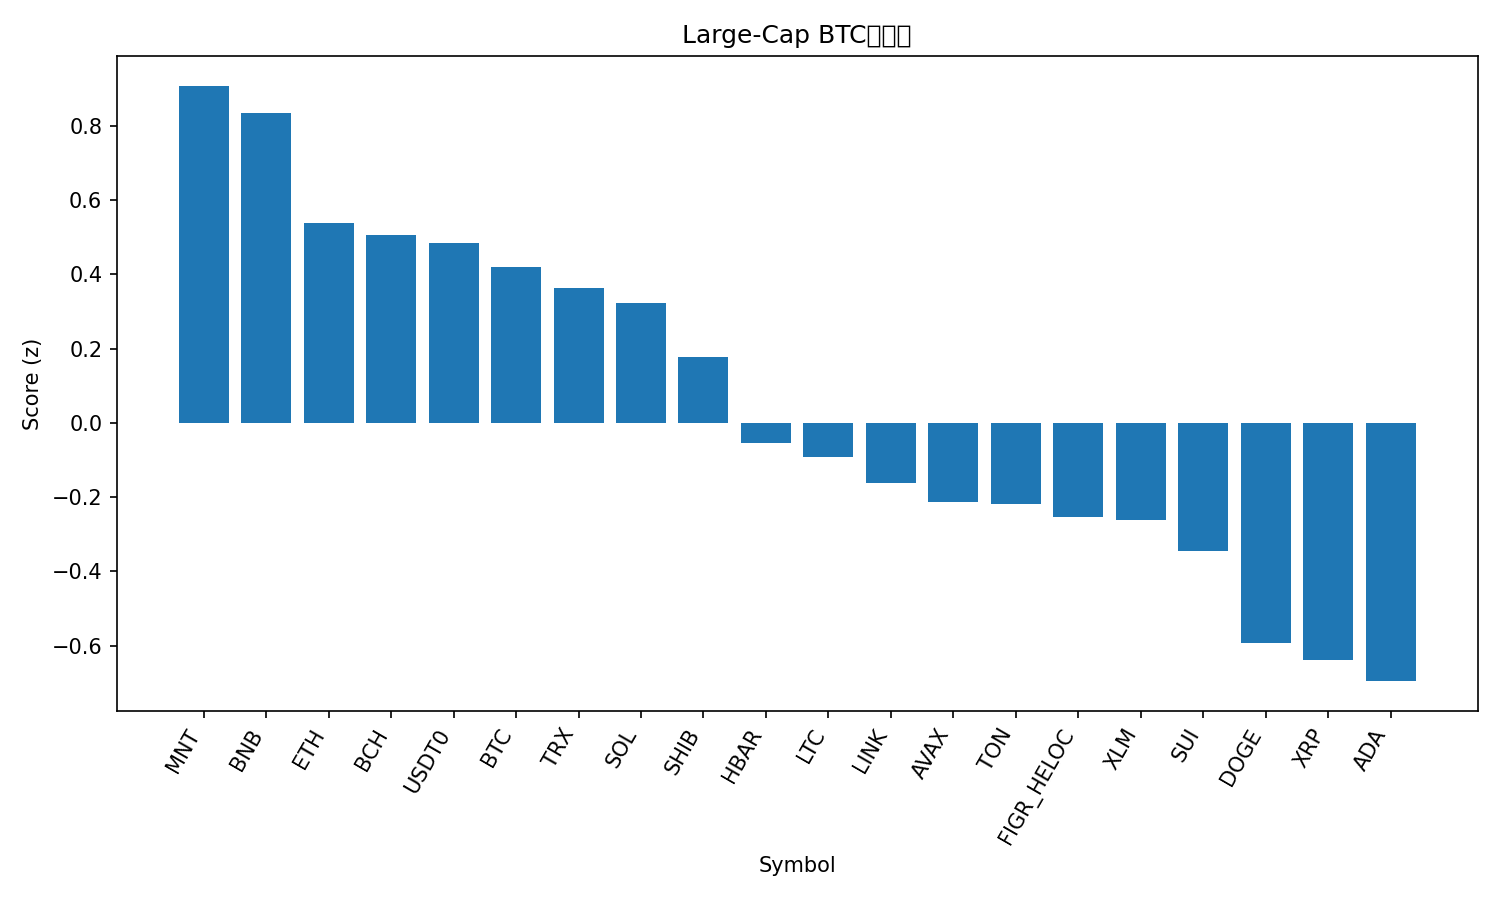 Large-Cap BTC
Score (z)
0.8
0.6
0.4
0.2
0.0
−0.2
−0.4
−0.6
MNT
BNB
ETH
BCH
USDT0
BTC
TRX
SOL
SHIB
HBAR
LTC
LINK
AVAX
TON
FIGR_HELOC
XLM
SUI
DOGE
XRP
ADA
Symbol